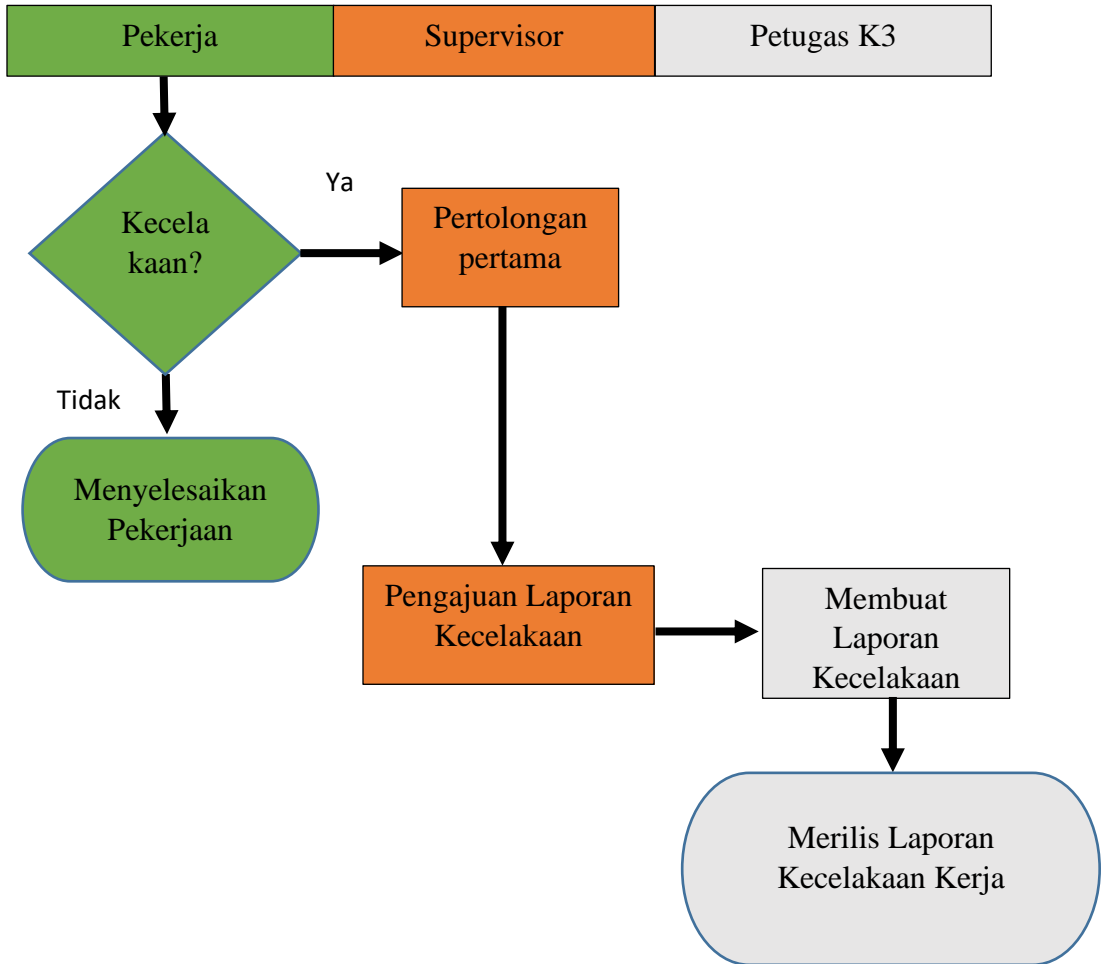 Pekerja
Supervisor
Petugas K3
Ya
Kecela
kaan?
Pertolongan
pertama
Tidak
Menyelesaikan
Pekerjaan
Pengajuan Laporan
Kecelakaan
Membuat
Laporan
Kecelakaan
Merilis Laporan
Kecelakaan Kerja